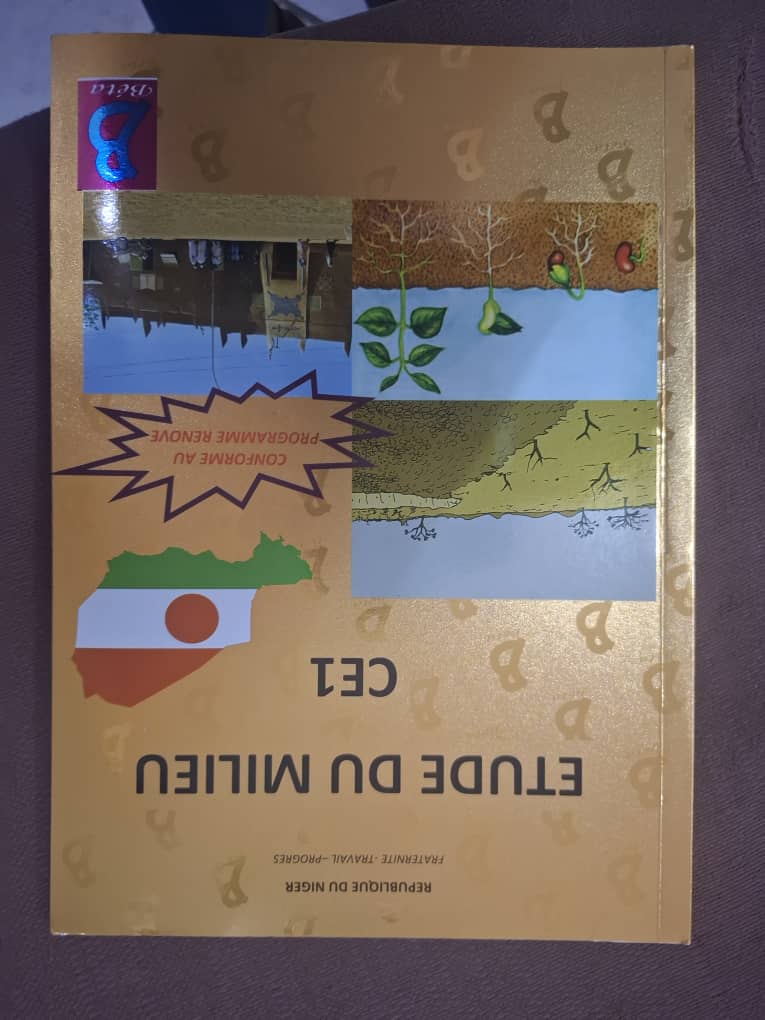 REPUBLIQUE DU NIGER
FRATERNITE -TRAVAIL –PROGRES
ETUDE DU MILIEU
CE1
CONFORME AU
PROGRAMME RENOVE
B
Béta